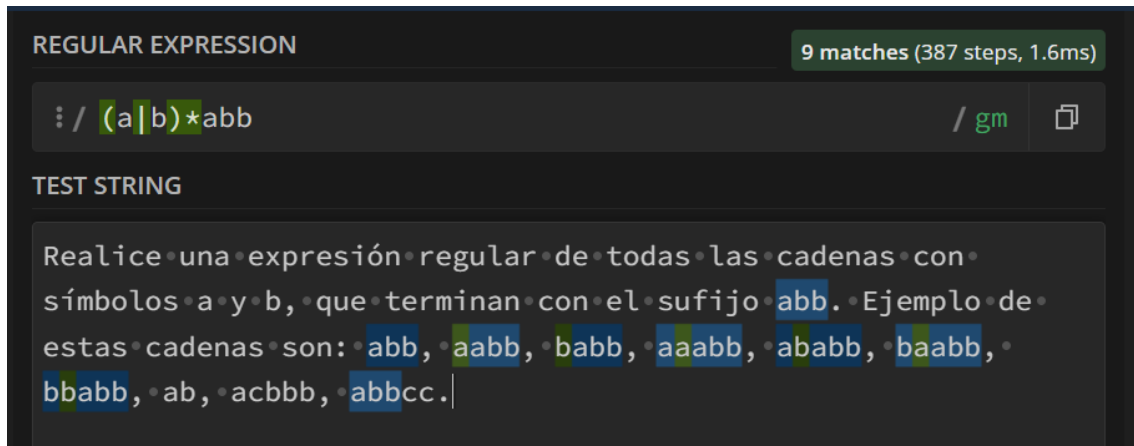 REGULAR EXPRESSION
9 matches (387 steps, 1.6ms)
/ (a|b)*abb / gm
TEST STRING
Realice una expresión regular de todas las cadenas con
símbolos a y b, que terminan con el sufijo abb. Ejemplo de
estas cadenas son: abb, aabb, babb, aaabb, ababb, baabb,
bbabb, ab, acbbb, abbcc.